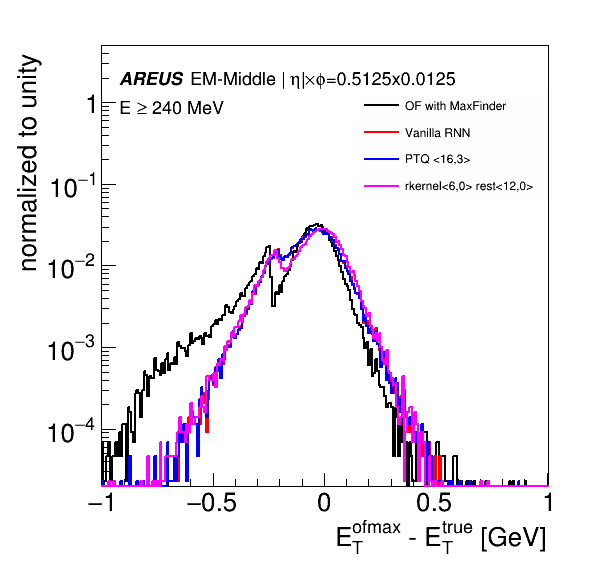 AREUS EM-Middle | η|×ϕ=0.5125x0.0125
E ≥ 240 MeV
OF with MaxFinder
Vanilla RNN
PTQ <16,3>
rkernel<6,0> rest<12,0>
normalized to unity
1
10⁻¹
10⁻²
10⁻³
10⁻⁴
−1 −0.5 0 0.5 1
E_T^ofmax - E_T^true [GeV]